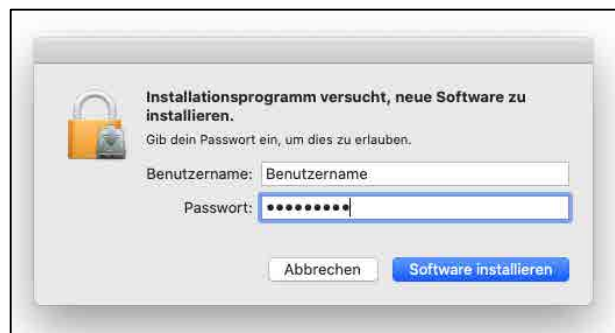 Installationsprogramm versucht, neue Software zu
installieren.
Gib dein Passwort ein, um dies zu erlauben.
Benutzername: Benutzername
Passwort: •••••••••
Abbrechen Software installieren